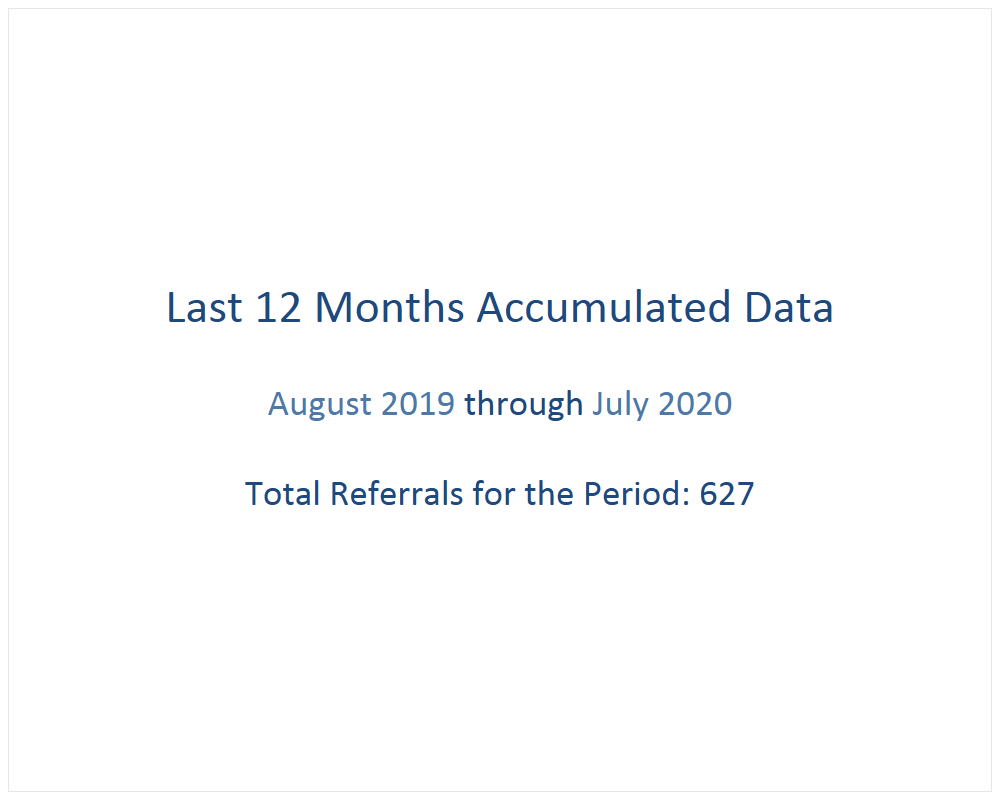 Last 12 Months Accumulated Data
August 2019 through July 2020
Total Referrals for the Period: 627